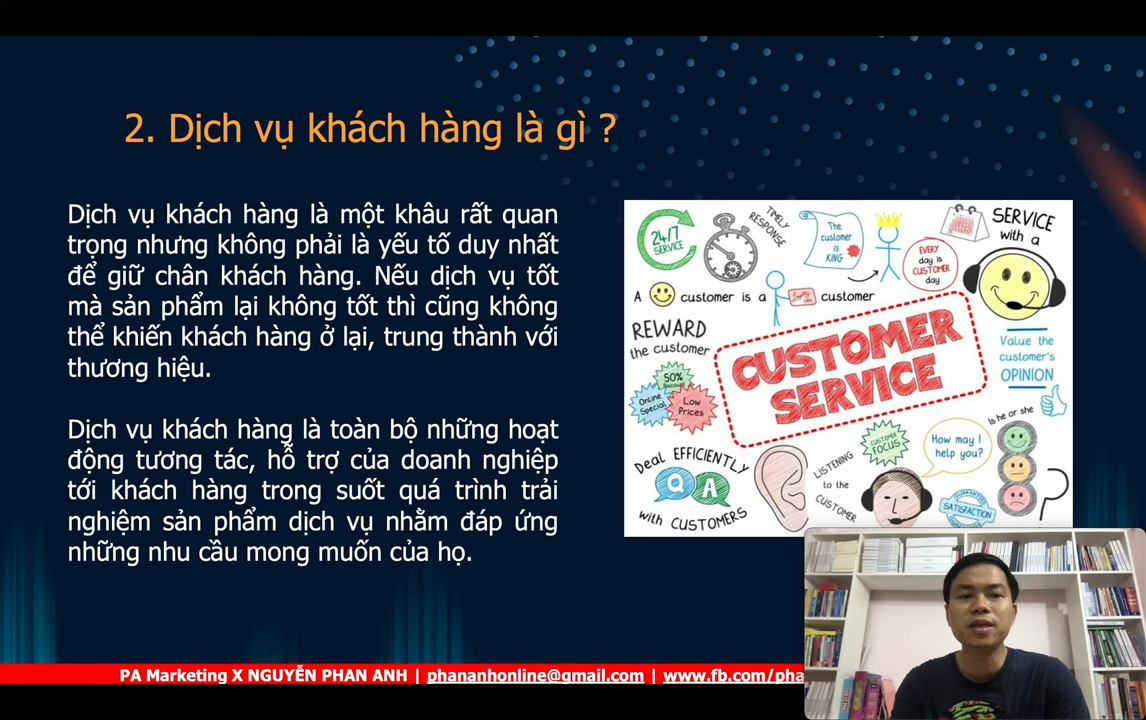 2. Dịch vụ khách hàng là gì ?
Dịch vụ khách hàng là một khâu rất quan
trọng nhưng không phải là yếu tố duy nhất
để giữ chân khách hàng. Nếu dịch vụ tốt
mà sản phẩm lại không tốt thì cũng không
thể khiến khách hàng ở lại, trung thành với
thương hiệu.
Dịch vụ khách hàng là toàn bộ những hoạt
động tương tác, hỗ trợ của doanh nghiệp
tới khách hàng trong suốt quá trình trải
nghiệm sản phẩm dịch vụ nhằm đáp ứng
những nhu cầu mong muốn của họ.
24/7
SERVICE
TIMELY
RESPONSE
The
customer
is
KING
EVERY
day is
CUSTOMER
day
SERVICE
with a
A customer is a Loyal customer
REWARD
the customer
50%
Discount
Online
Special
Low
Prices
CUSTOMER
SERVICE
Value the
customer's
OPINION
Is he or she
?
DEAL EFFICIENTLY
Q A
with CUSTOMERS
LISTENING
to the
CUSTOMER
CUSTOMER
FOCUS
How may I
help you?
GUARANTEED
SATISFACTION
PA Marketing X NGUYỄN PHAN ANH | phananhonline@gmail.com | www.fb.com/pha